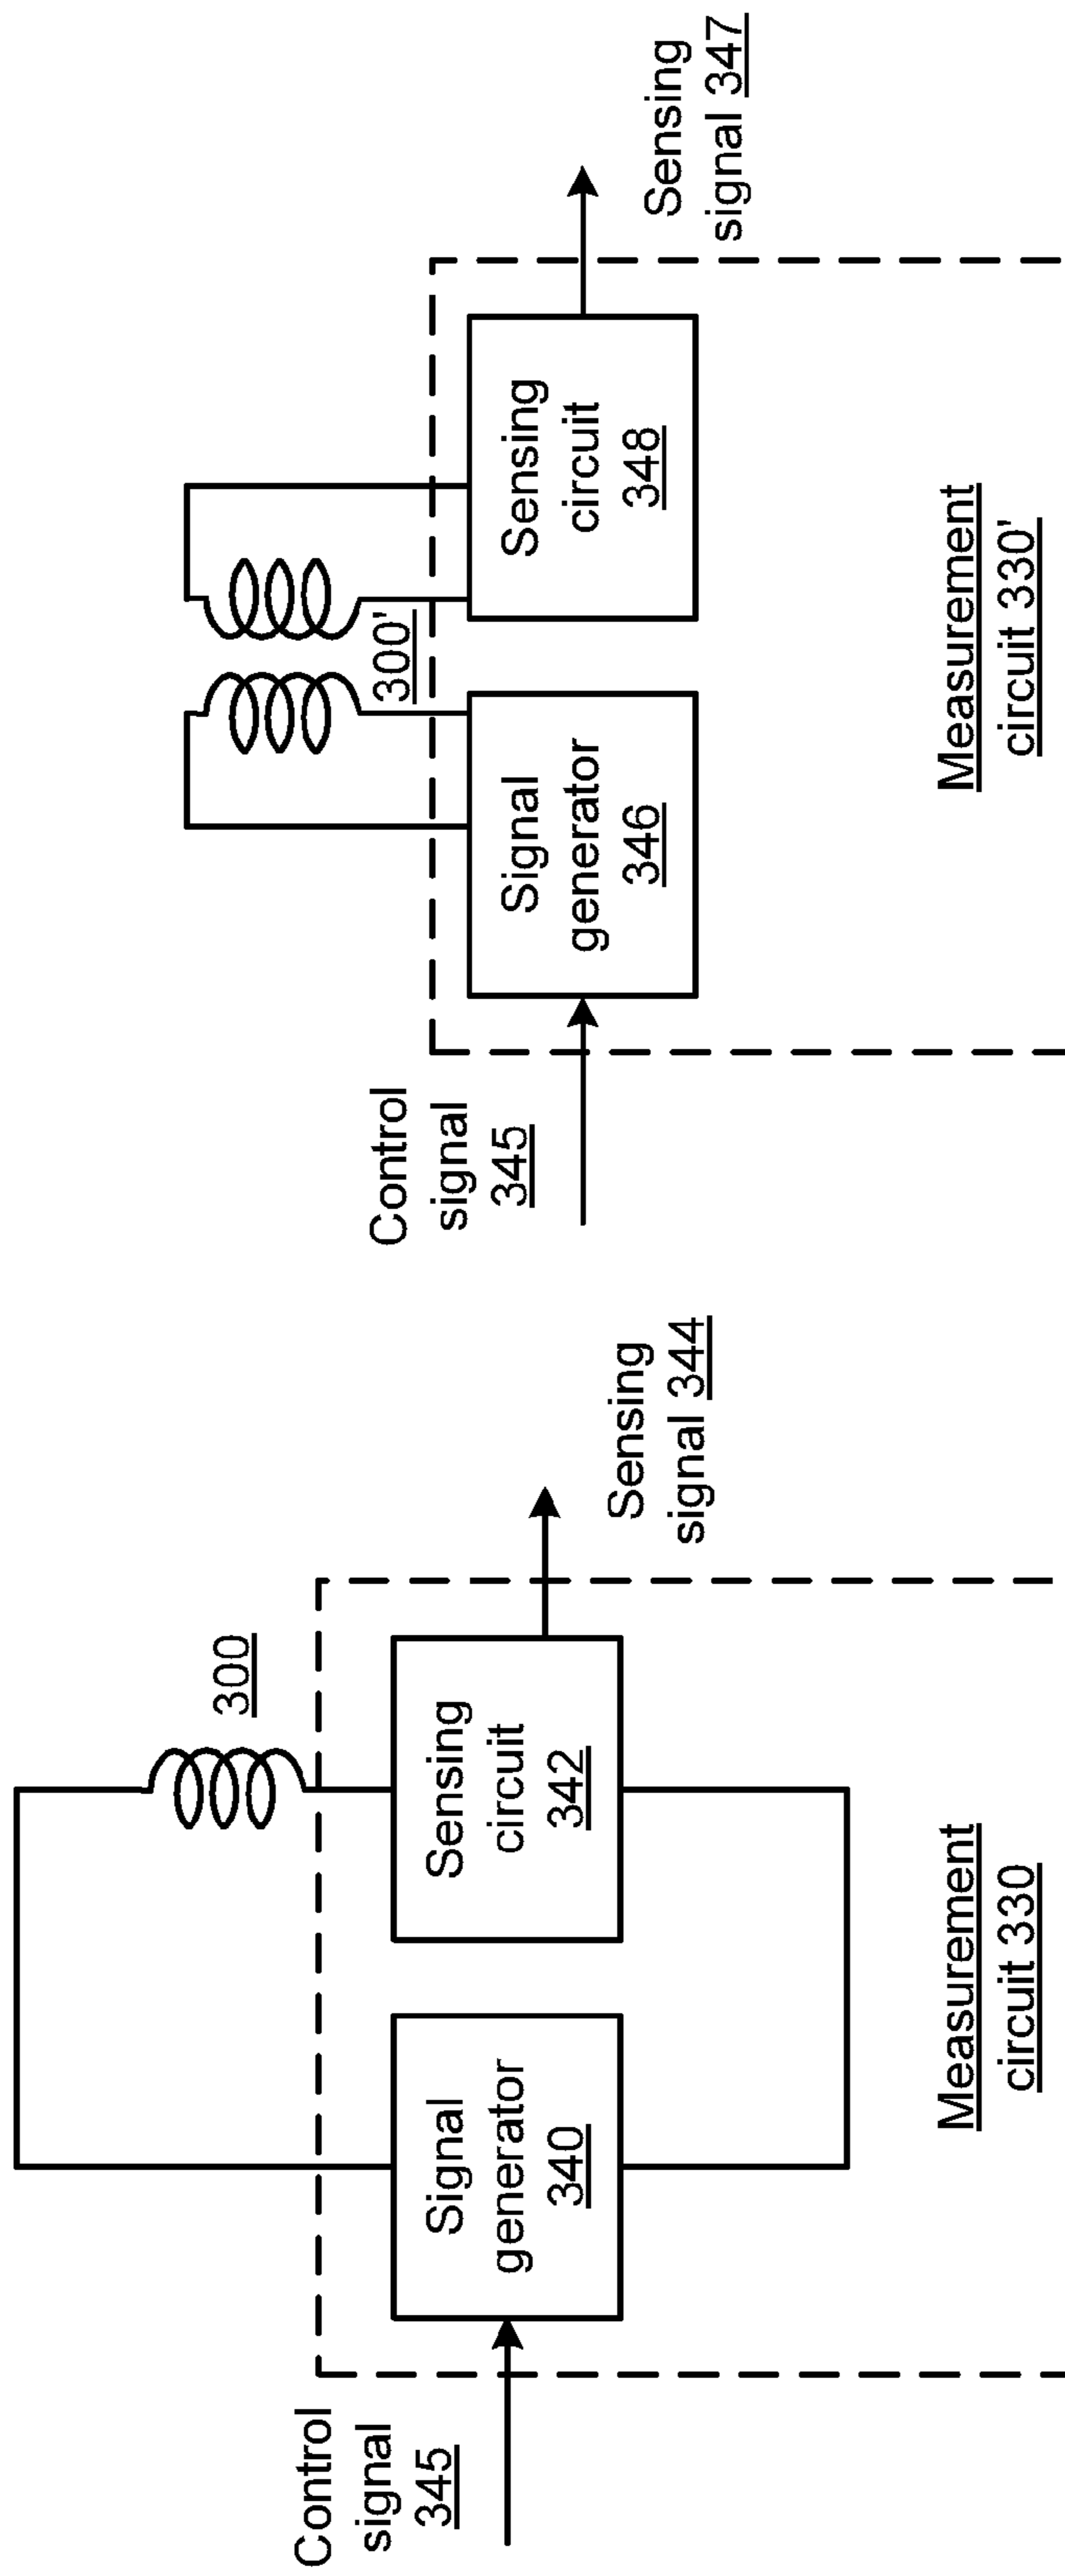 Control
signal
345
Signal
generator
340
Sensing
circuit
342
300
Sensing
signal 344
Measurement
circuit 330
Control
signal
345
Signal
generator
346
300'
Sensing
circuit
348
Sensing
signal 347
Measurement
circuit 330'